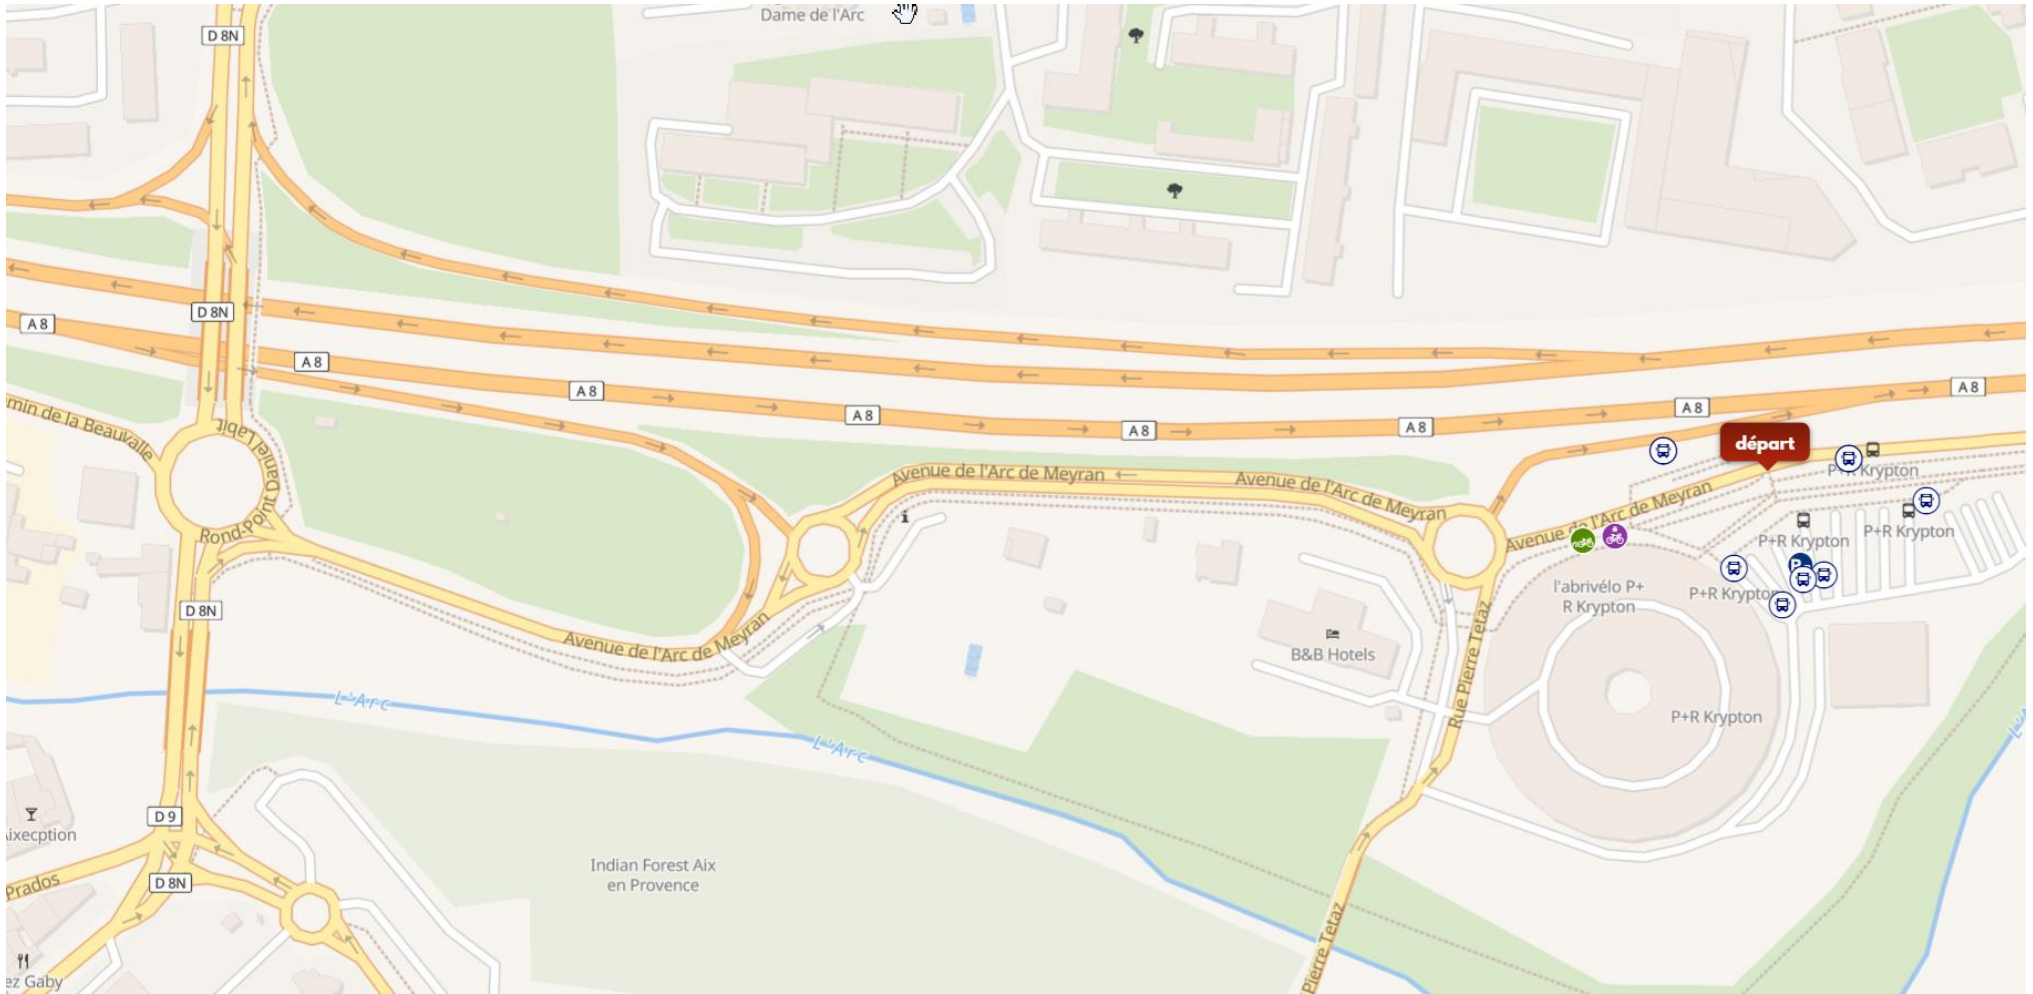 Dame de l'Arc
D 8N
D 8N
A 8
A 8
A 8
A 8
A 8
A 8
A 8
A 8
départ
min de la Beauvalle
Rond-Point Daniel Labit
Avenue de l'Arc de Meyran
Avenue de l'Arc de Meyran
Avenue de l'Arc de Meyran
Avenue de l'Arc de Meyran
P+R Krypton
P+R Krypton
P+R Krypton
P+R Krypton
l'abrivélo P+
R Krypton
D 8N
B&B Hotels
Rue Pierre Tetaz
P+R Krypton
L'Arc
L'Arc
L'A
D 9
Aixecption
Indian Forest Aix
en Provence
Prados
D 8N
Pierre Tetaz
ez Gaby